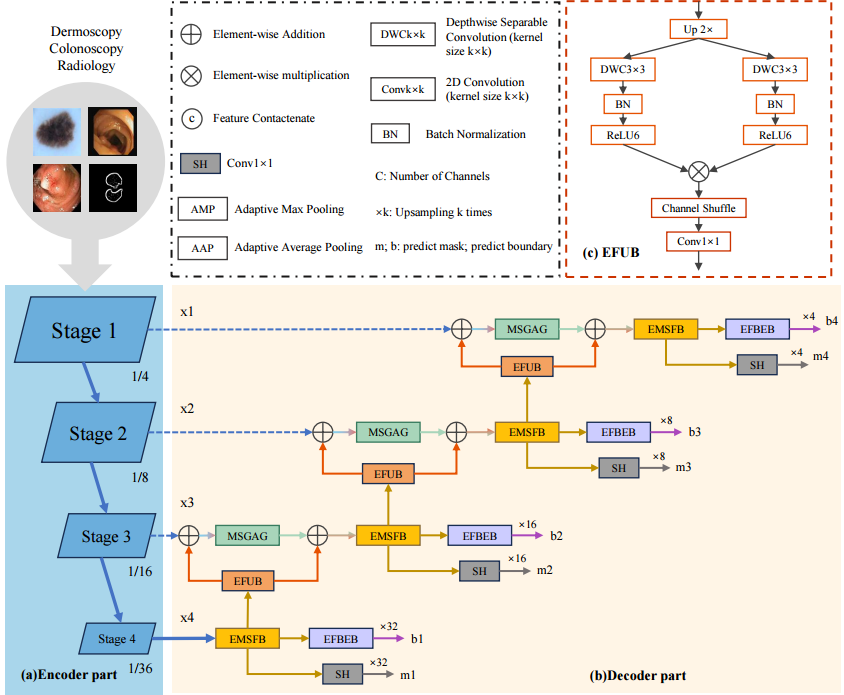 Dermoscopy
Colonoscopy
Radiology
Element-wise Addition
Element-wise multiplication
c
Feature Contactenate
SH
Conv1×1
AMP
Adaptive Max Pooling
AAP
Adaptive Average Pooling
DWCk×k
Depthwise Separable
Convolution (kernel
size k×k)
Convk×k
2D Convolution
(kernel size k×k)
BN
Batch Normalization
C: Number of Channels
×k: Upsampling k times
m; b: predict mask; predict boundary
Up 2×
DWC3×3
DWC3×3
BN
BN
ReLU6
ReLU6
Channel Shuffle
Conv1×1
(c) EFUB
Stage 1
1/4
Stage 2
1/8
Stage 3
1/16
Stage 4
1/36
(a)Encoder part
x1
MSGAG
EMSFB
EFBEB
×4
b4
EFUB
SH
×4
m4
x2
MSGAG
EMSFB
EFBEB
×8
b3
EFUB
SH
×8
m3
x3
MSGAG
EMSFB
EFBEB
×16
b2
EFUB
SH
×16
m2
x4
EMSFB
EFBEB
×32
b1
SH
×32
m1
(b)Decoder part